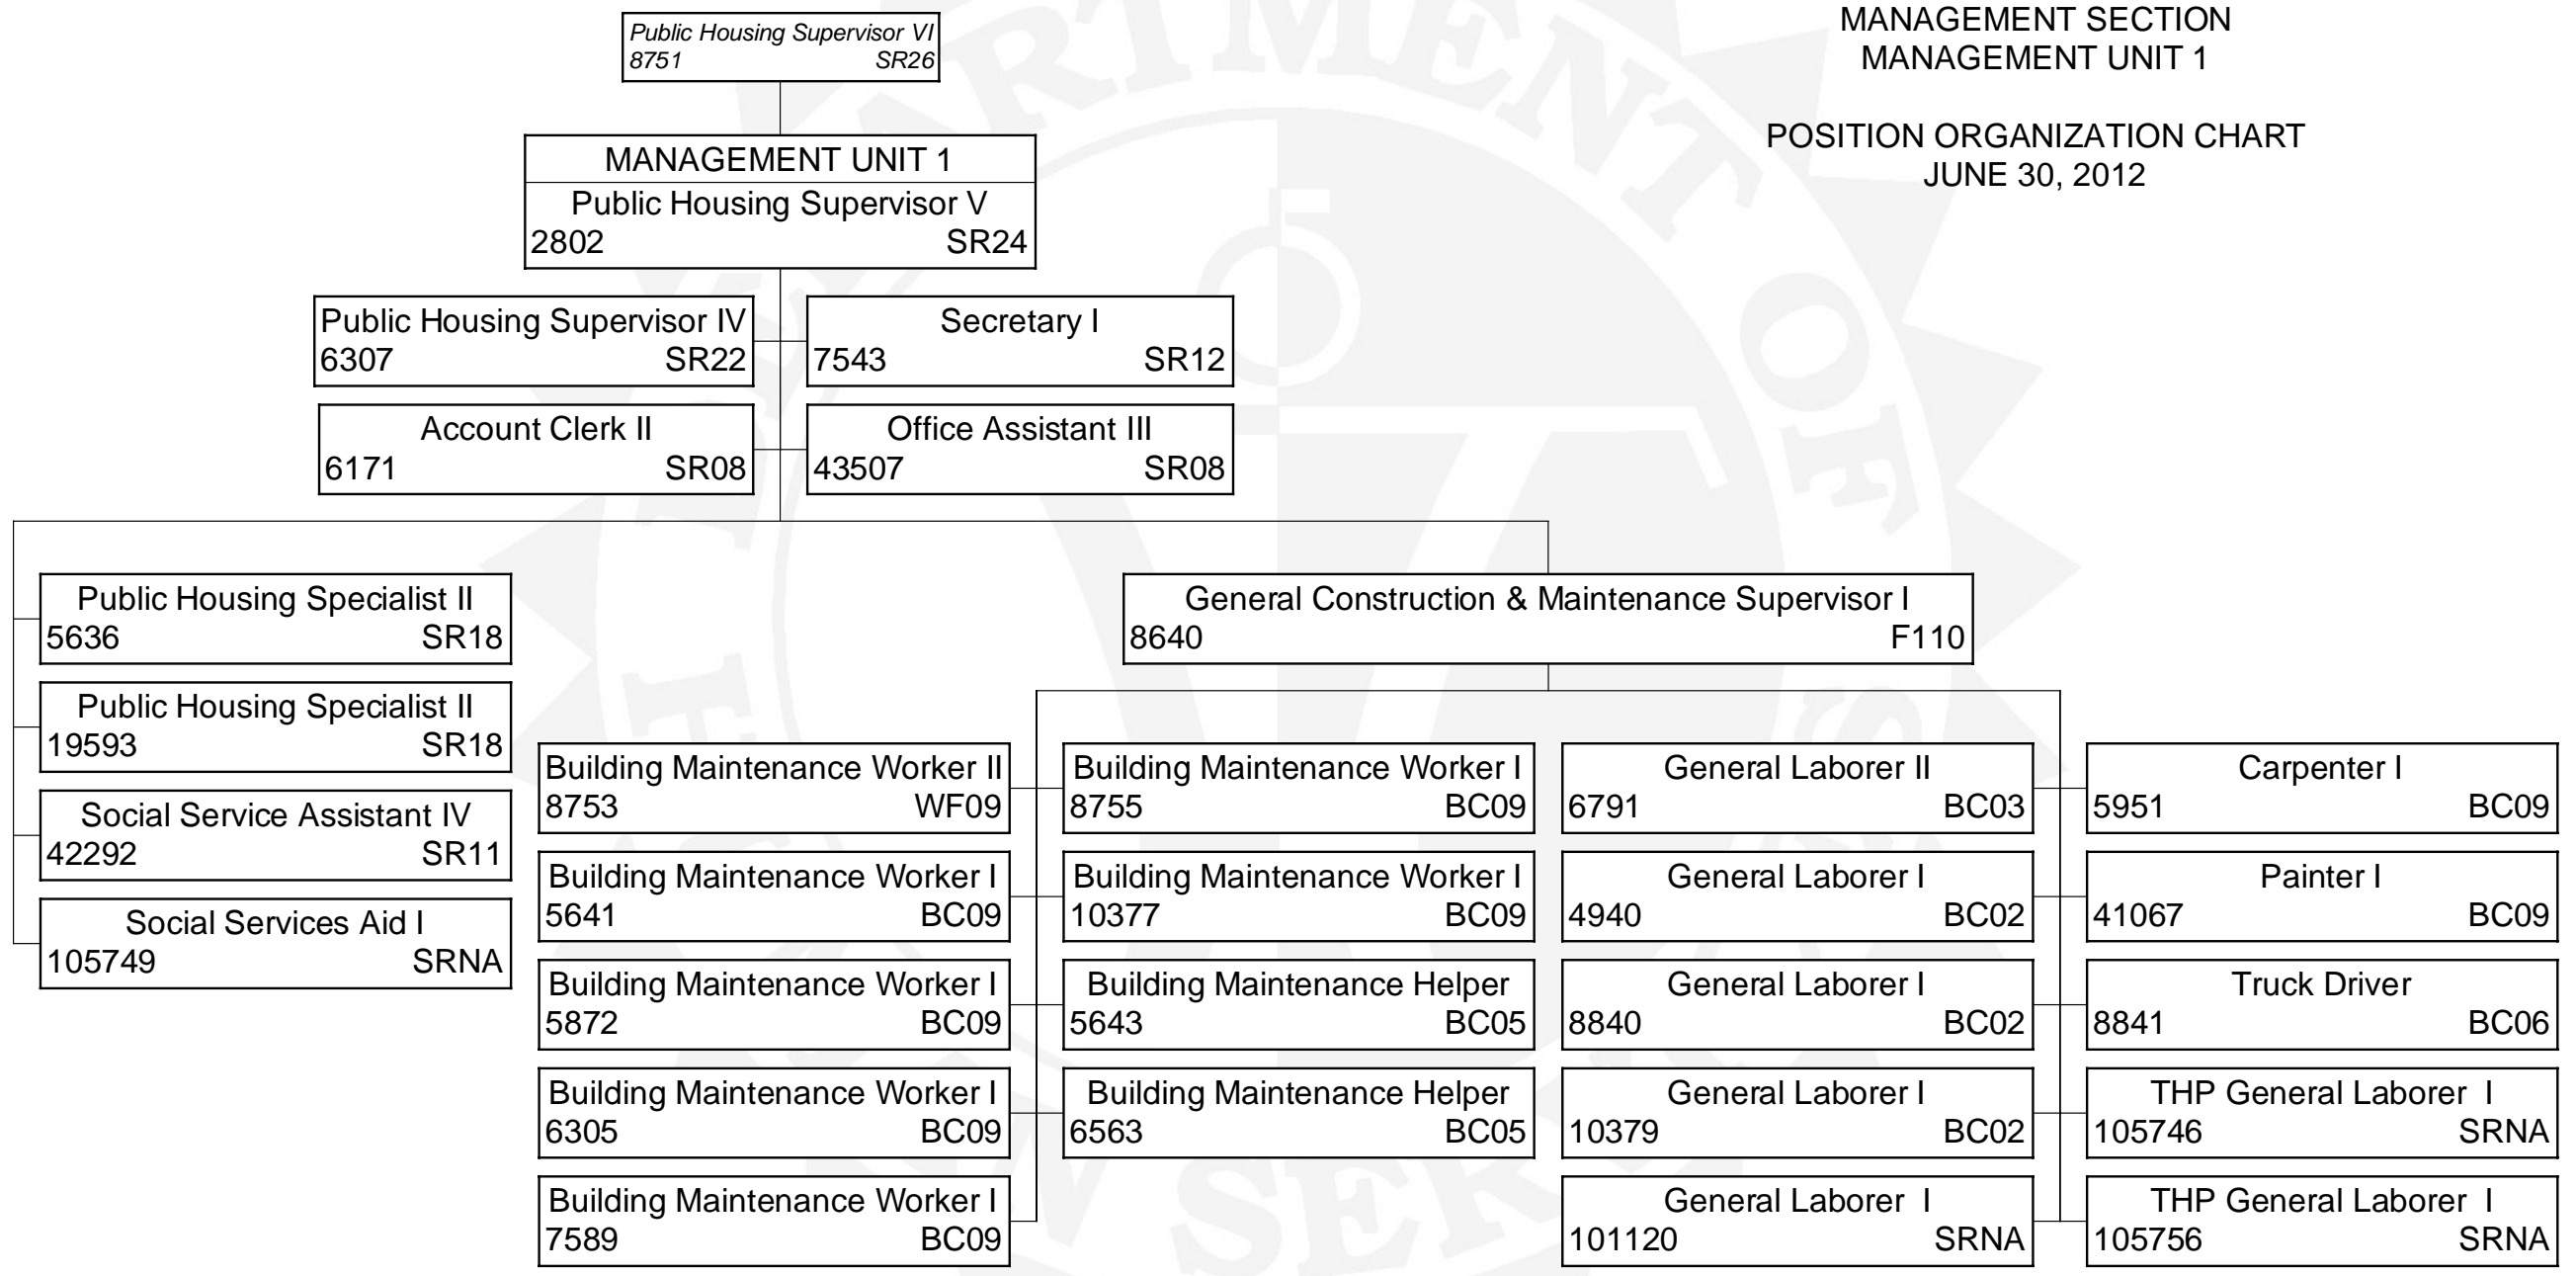 MANAGEMENT SECTION
MANAGEMENT UNIT 1
POSITION ORGANIZATION CHART
JUNE 30, 2012
Public Housing Supervisor VI
8751 SR26
MANAGEMENT UNIT 1
Public Housing Supervisor V
2802 SR24
Public Housing Supervisor IV
6307 SR22
Secretary I
7543 SR12
Account Clerk II
6171 SR08
Office Assistant III
43507 SR08
Public Housing Specialist II
5636 SR18
Public Housing Specialist II
19593 SR18
Social Service Assistant IV
42292 SR11
Social Services Aid I
105749 SRNA
General Construction & Maintenance Supervisor I
8640 F110
Building Maintenance Worker II
8753 WF09
Building Maintenance Worker I
5641 BC09
Building Maintenance Worker I
5872 BC09
Building Maintenance Worker I
6305 BC09
Building Maintenance Worker I
7589 BC09
Building Maintenance Worker I
8755 BC09
Building Maintenance Worker I
10377 BC09
Building Maintenance Helper
5643 BC05
Building Maintenance Helper
6563 BC05
General Laborer II
6791 BC03
General Laborer I
4940 BC02
General Laborer I
8840 BC02
General Laborer I
10379 BC02
General Laborer I
101120 SRNA
Carpenter I
5951 BC09
Painter I
41067 BC09
Truck Driver
8841 BC06
THP General Laborer I
105746 SRNA
THP General Laborer I
105756 SRNA